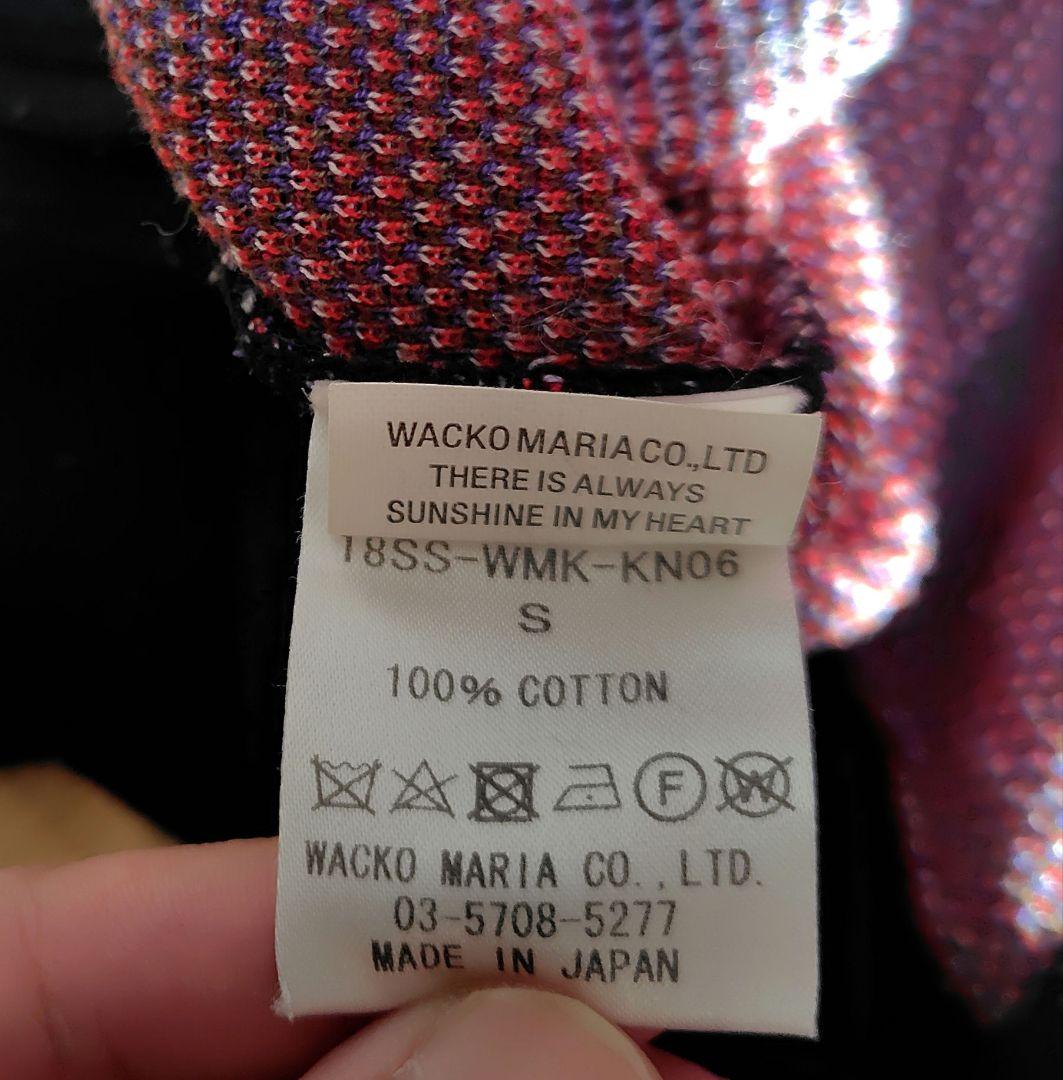 WACKO MARIA CO.,LTD
THERE IS ALWAYS
SUNSHINE IN MY HEART
18SS-WMK-KN06
S
100% COTTON
F W
WACKO MARIA CO.,LTD.
03-5708-5277
MADE IN JAPAN